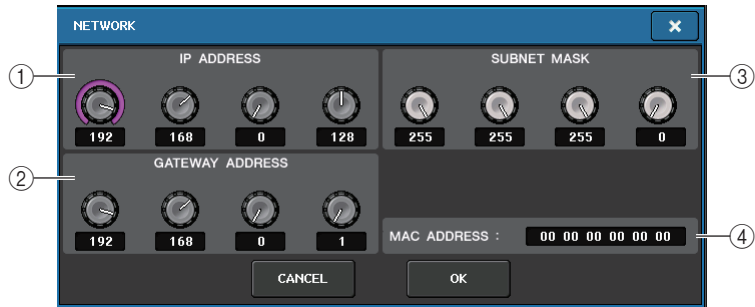 NETWORK
×
IP ADDRESS
SUBNET MASK
①
③
192 168 0 128
255 255 255 0
GATEWAY ADDRESS
②
192 168 0 1
MAC ADDRESS : 00 00 00 00 00 00
④
CANCEL
OK